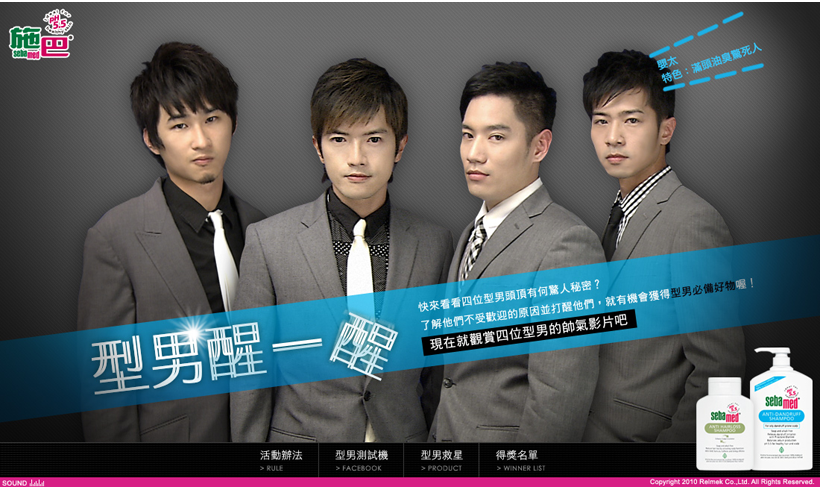 pH 5.5
施巴
sebamed
耍太
特色：滿頭油臭驚死人
快來看看四位型男頭頂有何驚人秘密？
了解他們不受歡迎的原因並打醒他們，就有機會獲得型男必備好物喔！
現在就觀賞四位型男的帥氣影片吧
型男醒一醒
sebamed
ANTI-HAIRLOSS
SHAMPOO
sebamed
ANTI-DANDRUFF
SHAMPOO
活動辦法
> RULE
型男測試機
> FACEBOOK
型男救星
> PRODUCT
得獎名單
> WINNER LIST
SOUND
Copyright 2010 Relmek Co.,Ltd. All Rights Reserved.